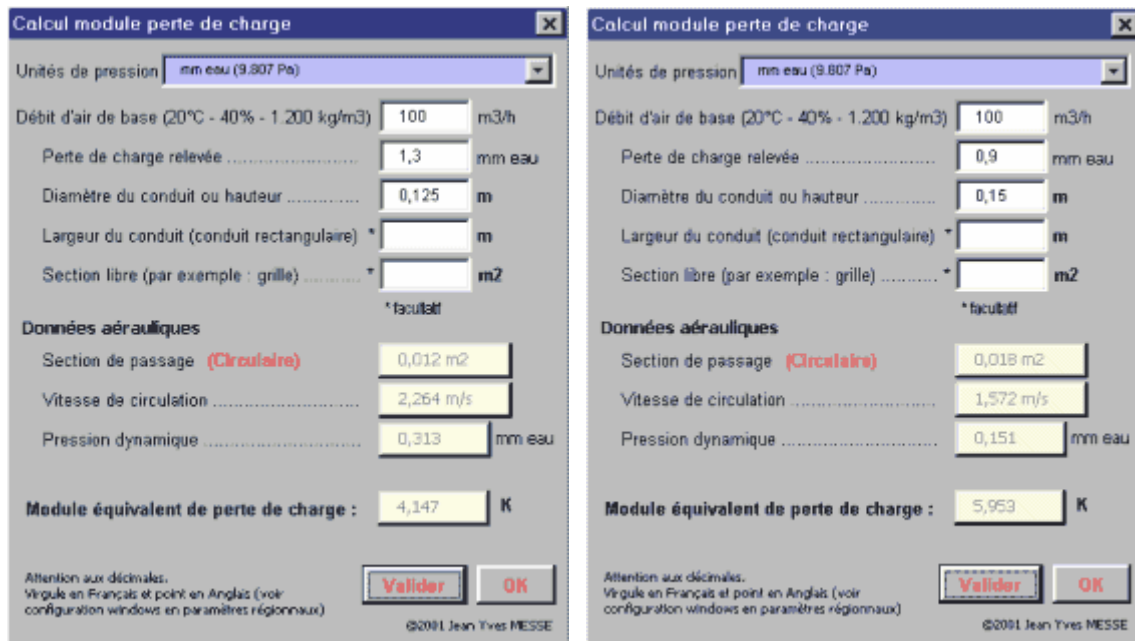 Calcul module perte de charge
Unités de pression mm eau (9.807 Pa)
Débit d'air de base (20°C - 40% - 1.200 kg/m3) 100 m3/h
Perte de charge relevée ................ 1,3 mm eau
Diamètre du conduit ou hauteur .............. 0,125 m
Largeur du conduit (conduit rectangulaire) * m
Section libre (par exemple : grille) ............ * m2
* facultatif
Données aérauliques
Section de passage (Circulaire) 0,012 m2
Vitesse de circulation ................ 2,264 m/s
Pression dynamique ................ 0,313 mm eau
Module équivalent de perte de charge : 4,147 K
Attention aux décimales.
Virgule en Français et point en Anglais (voir
configuration windows en paramètres régionnaux)
Valider OK
©2001 Jean Yves MESSE
Calcul module perte de charge
Unités de pression mm eau (9.807 Pa)
Débit d'air de base (20°C - 40% - 1.200 kg/m3) 100 m3/h
Perte de charge relevée ................ 0,9 mm eau
Diamètre du conduit ou hauteur .............. 0,15 m
Largeur du conduit (conduit rectangulaire) * m
Section libre (par exemple : grille) ............ * m2
* facultatif
Données aérauliques
Section de passage (Circulaire) 0,018 m2
Vitesse de circulation ................ 1,572 m/s
Pression dynamique ................ 0,151 mm eau
Module équivalent de perte de charge : 5,953 K
Attention aux décimales.
Virgule en Français et point en Anglais (voir
configuration windows en paramètres régionnaux)
Valider OK
©2001 Jean Yves MESSE